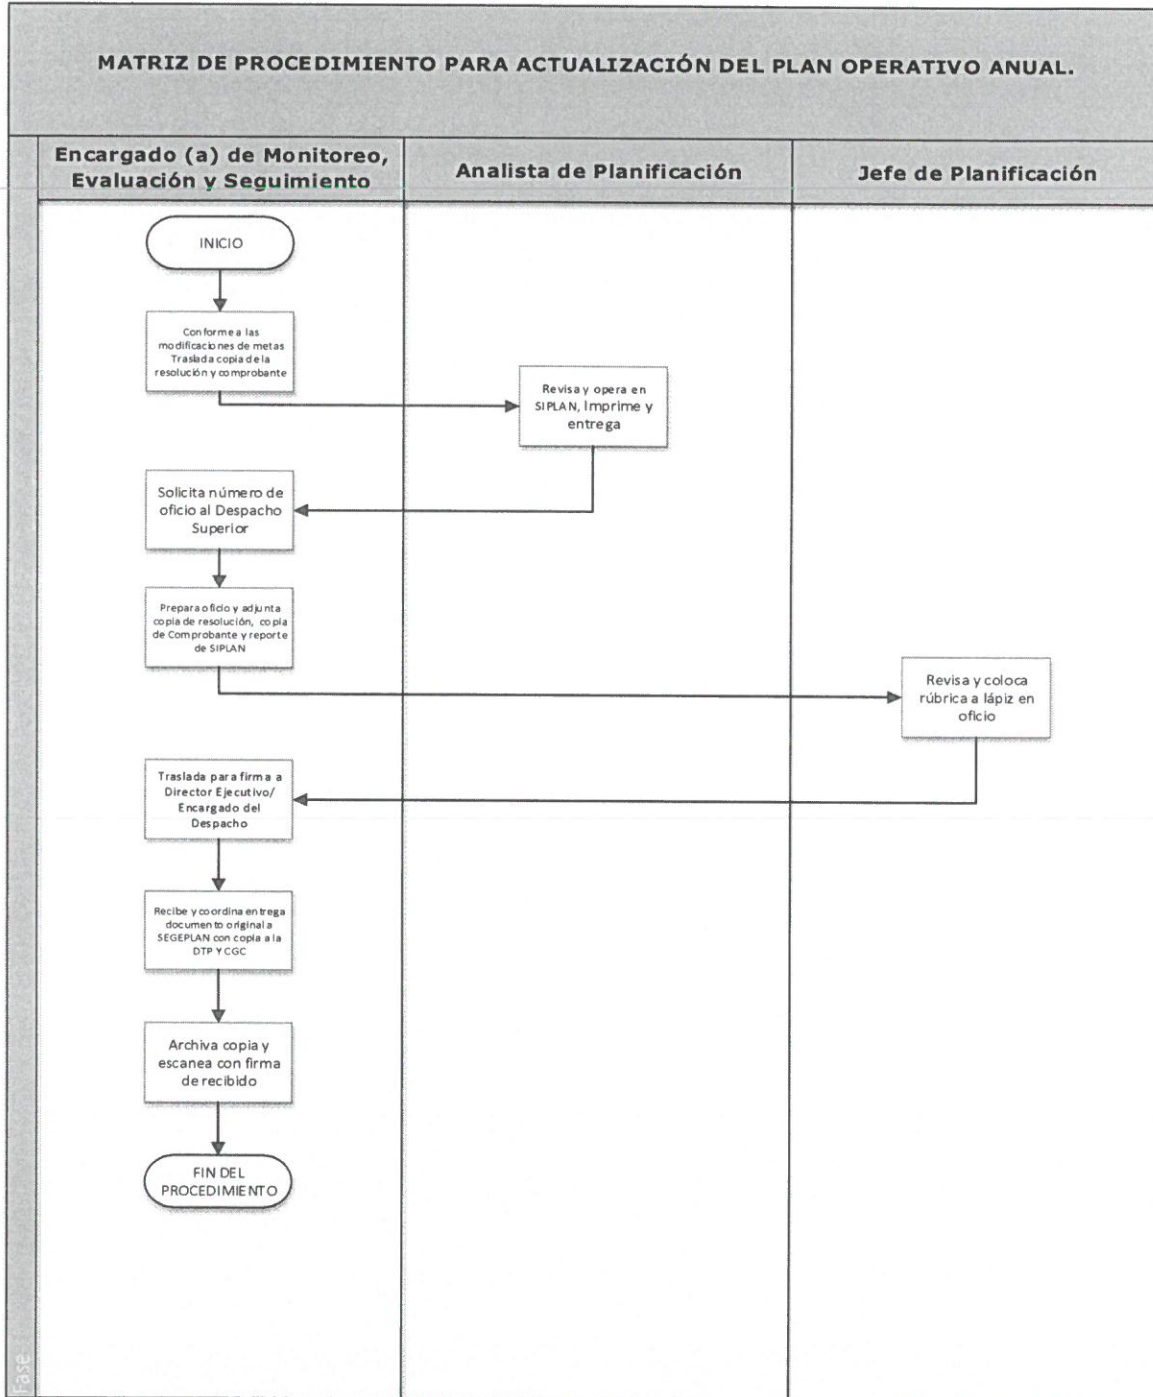 MATRIZ DE PROCEDIMIENTO PARA ACTUALIZACIÓN DEL PLAN OPERATIVO ANUAL.
Encargado (a) de Monitoreo,
Evaluación y Seguimiento
Analista de Planificación
Jefe de Planificación
INICIO
Conforme a las
modificaciones de metas
Traslada copia de la
resolución y comprobante
Revisa y opera en
SIPLAN, Imprime y
entrega
Solicita número de
oficio al Despacho
Superior
Prepara oficio y adjunta
copia de resolución, copia
de Comprobante y reporte
de SIPLAN
Revisa y coloca
rúbrica a lápiz en
oficio
Traslada para firma a
Director Ejecutivo/
Encargado del
Despacho
Recibe y coordina entrega
documento original a
SEGEPLAN con copia a la
DTP Y CGC
Archiva copia y
escanea con firma
de recibido
FIN DEL
PROCEDIMIENTO
Fase